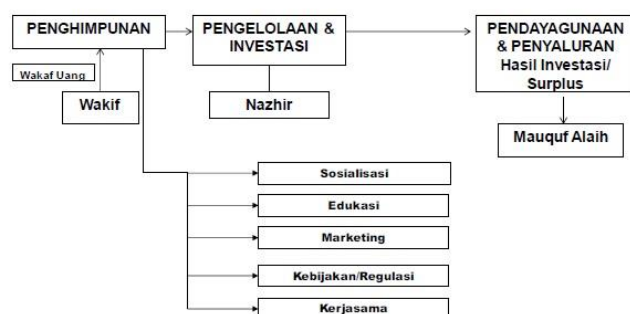 PENGHIMPUNAN
PENGELOLAAN &
INVESTASI
PENDAYAGUNAAN
& PENYALURAN
Hasil Investasi/
Surplus
Wakaf Uang
Wakif
Nazhir
Mauquf Alaih
Sosialisasi
Edukasi
Marketing
Kebijakan/Regulasi
Kerjasama